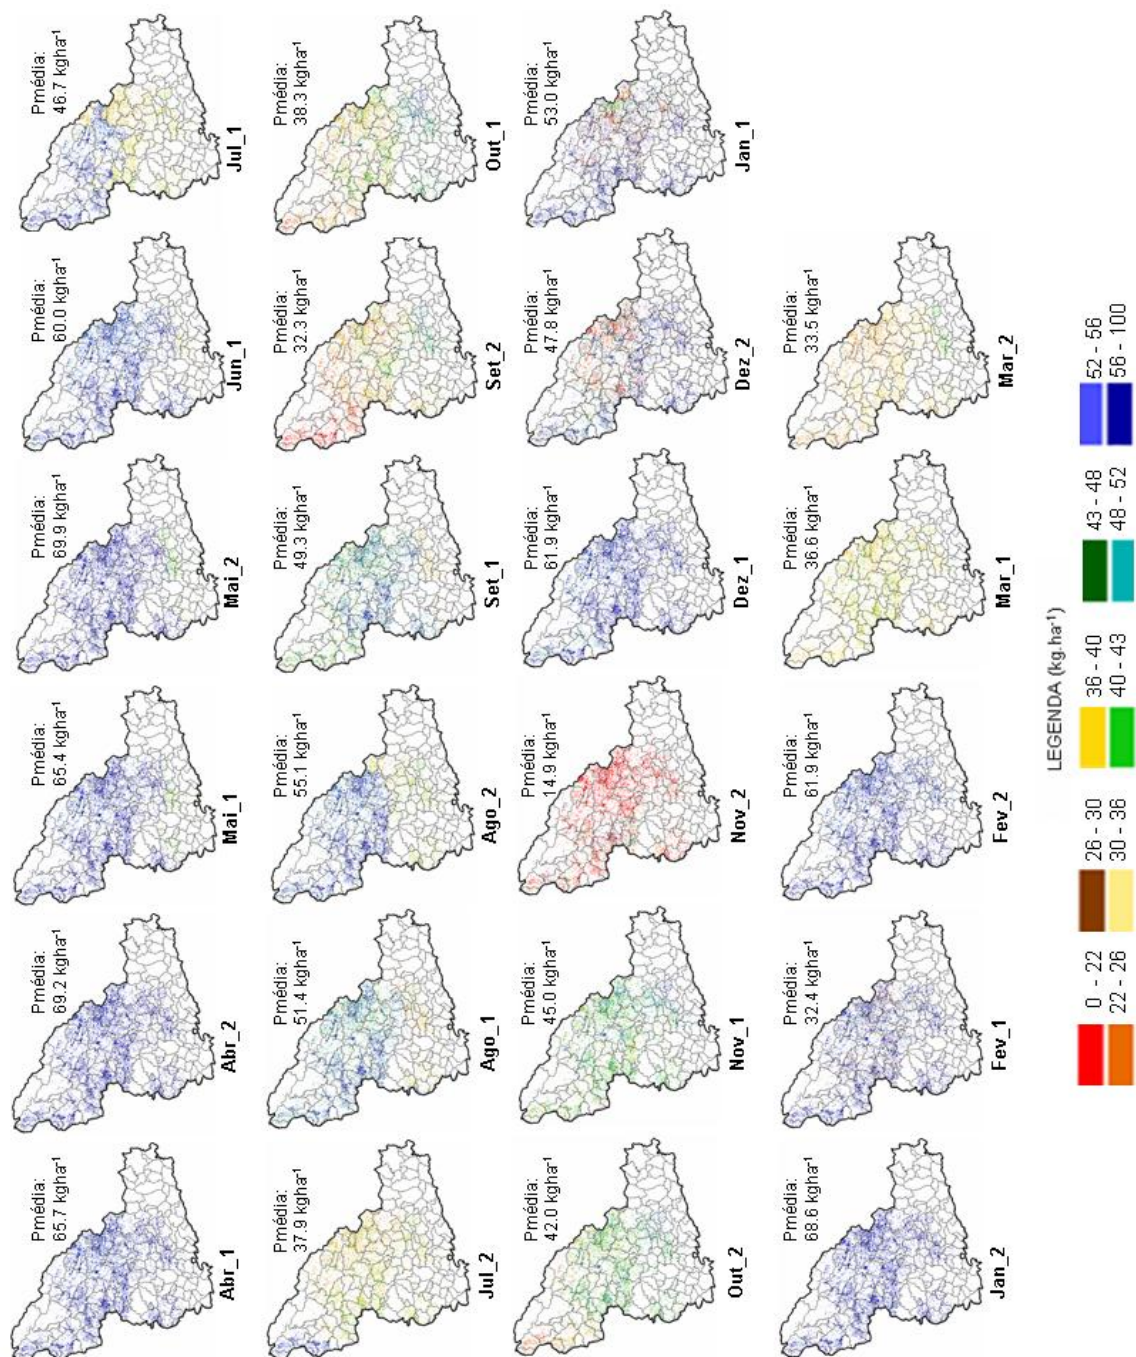 Pmédia:
65.7 kgha⁻¹
Abr_1
Pmédia:
69.2 kgha⁻¹
Abr_2
Pmédia:
65.4 kgha⁻¹
Mai_1
Pmédia:
69.9 kgha⁻¹
Mai_2
Pmédia:
60.0 kgha⁻¹
Jun_1
Pmédia:
46.7 kgha⁻¹
Jul_1
Pmédia:
37.9 kgha⁻¹
Jul_2
Pmédia:
51.4 kgha⁻¹
Ago_1
Pmédia:
55.1 kgha⁻¹
Ago_2
Pmédia:
49.3 kgha⁻¹
Set_1
Pmédia:
32.3 kgha⁻¹
Set_2
Pmédia:
38.3 kgha⁻¹
Out_1
Pmédia:
42.0 kgha⁻¹
Out_2
Pmédia:
45.0 kgha⁻¹
Nov_1
Pmédia:
14.9 kgha⁻¹
Nov_2
Pmédia:
61.9 kgha⁻¹
Dez_1
Pmédia:
47.8 kgha⁻¹
Dez_2
Pmédia:
53.0 kgha⁻¹
Jan_1
Pmédia:
68.6 kgha⁻¹
Jan_2
Pmédia:
32.4 kgha⁻¹
Fev_1
Pmédia:
61.9 kgha⁻¹
Fev_2
Pmédia:
36.6 kgha⁻¹
Mar_1
Pmédia:
33.5 kgha⁻¹
Mar_2
LEGENDA (kg.ha⁻¹)
0 - 22 26 - 30 36 - 40 43 - 48 52 - 56
22 - 26 30 - 36 40 - 43 48 - 52 56 - 100